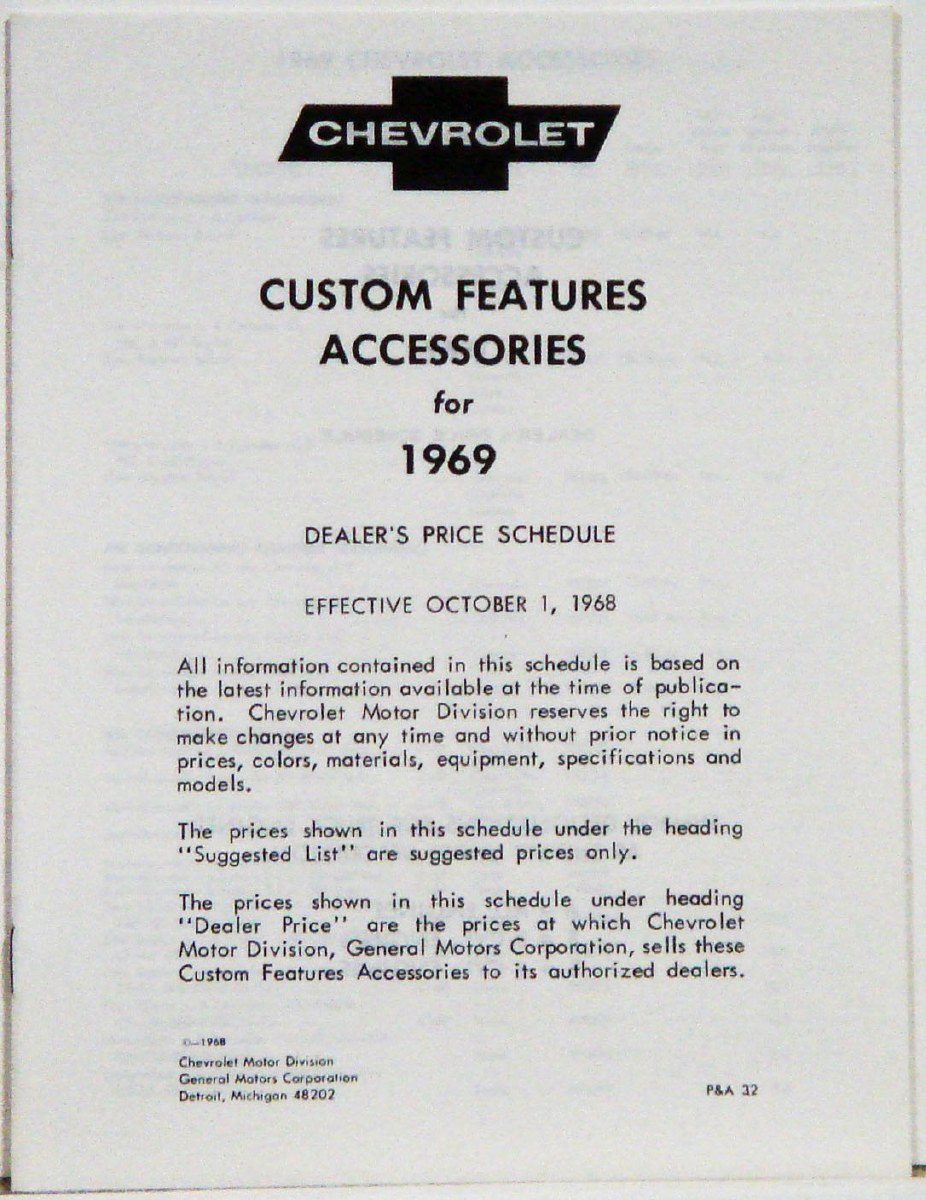 CHEVROLET
CUSTOM FEATURES
ACCESSORIES
for
1969
DEALER'S PRICE SCHEDULE
EFFECTIVE OCTOBER 1, 1968
All information contained in this schedule is based on
the latest information available at the time of publica-
tion. Chevrolet Motor Division reserves the right to
make changes at any time and without prior notice in
prices, colors, materials, equipment, specifications and
models.
The prices shown in this schedule under the heading
''Suggested List'' are suggested prices only.
The prices shown in this schedule under heading
''Dealer Price'' are the prices at which Chevrolet
Motor Division, General Motors Corporation, sells these
Custom Features Accessories to its authorized dealers.
©—1968
Chevrolet Motor Division
General Motors Corporation
Detroit, Michigan 48202
P&A 32